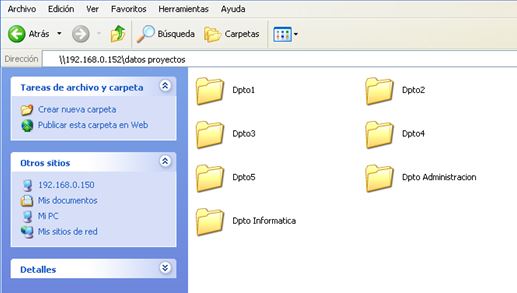 Archivo Edición Ver Favoritos Herramientas Ayuda
Atrás Búsqueda Carpetas
Dirección \\192.168.0.152\datos proyectos
Tareas de archivo y carpeta
Crear nueva carpeta
Publicar esta carpeta en Web
Otros sitios
192.168.0.150
Mis documentos
Mi PC
Mis sitios de red
Detalles
Dpto1 Dpto2
Dpto3 Dpto4
Dpto5 Dpto Administracion
Dpto Informatica